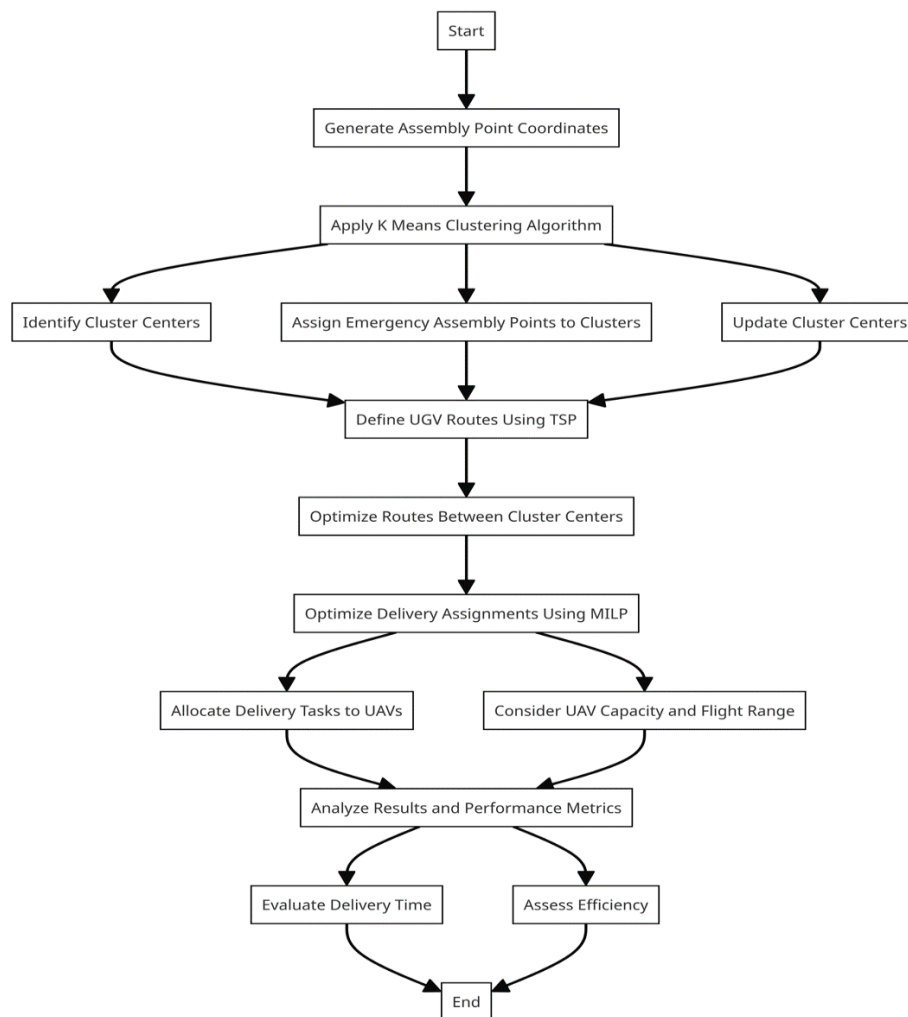 Start
Generate Assembly Point Coordinates
Apply K Means Clustering Algorithm
Identify Cluster Centers
Assign Emergency Assembly Points to Clusters
Update Cluster Centers
Define UGV Routes Using TSP
Optimize Routes Between Cluster Centers
Optimize Delivery Assignments Using MILP
Allocate Delivery Tasks to UAVs
Consider UAV Capacity and Flight Range
Analyze Results and Performance Metrics
Evaluate Delivery Time
Assess Efficiency
End